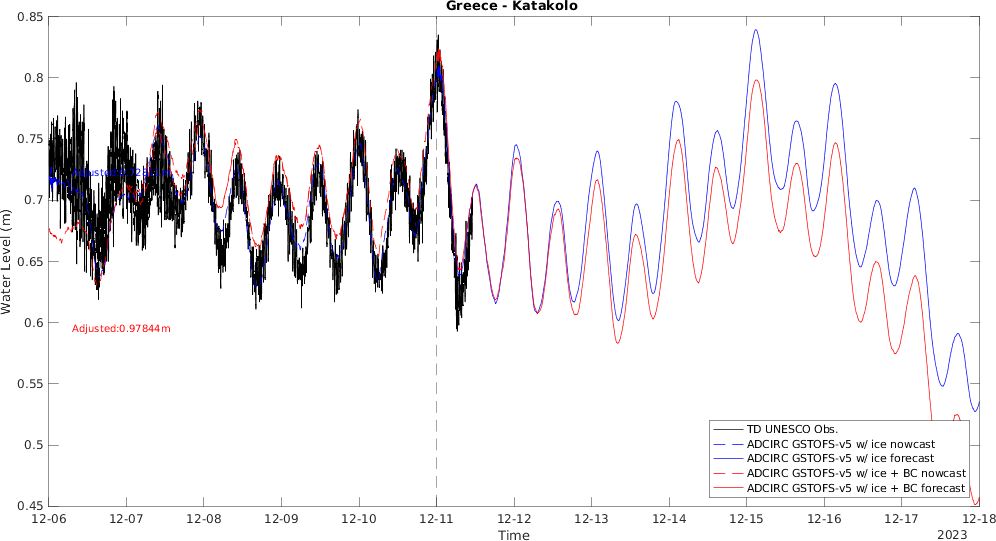 Greece - Katakolo
0.85
0.8
0.75
0.7
0.65
0.6
0.55
0.5
0.45
Water Level (m)
Adjusted:0.97844m
TD UNESCO Obs.
ADCIRC GSTOFS-v5 w/ ice nowcast
ADCIRC GSTOFS-v5 w/ ice forecast
ADCIRC GSTOFS-v5 w/ ice + BC nowcast
ADCIRC GSTOFS-v5 w/ ice + BC forecast
12-06 12-07 12-08 12-09 12-10 12-11 12-12 12-13 12-14 12-15 12-16 12-17 12-18
Time
2023